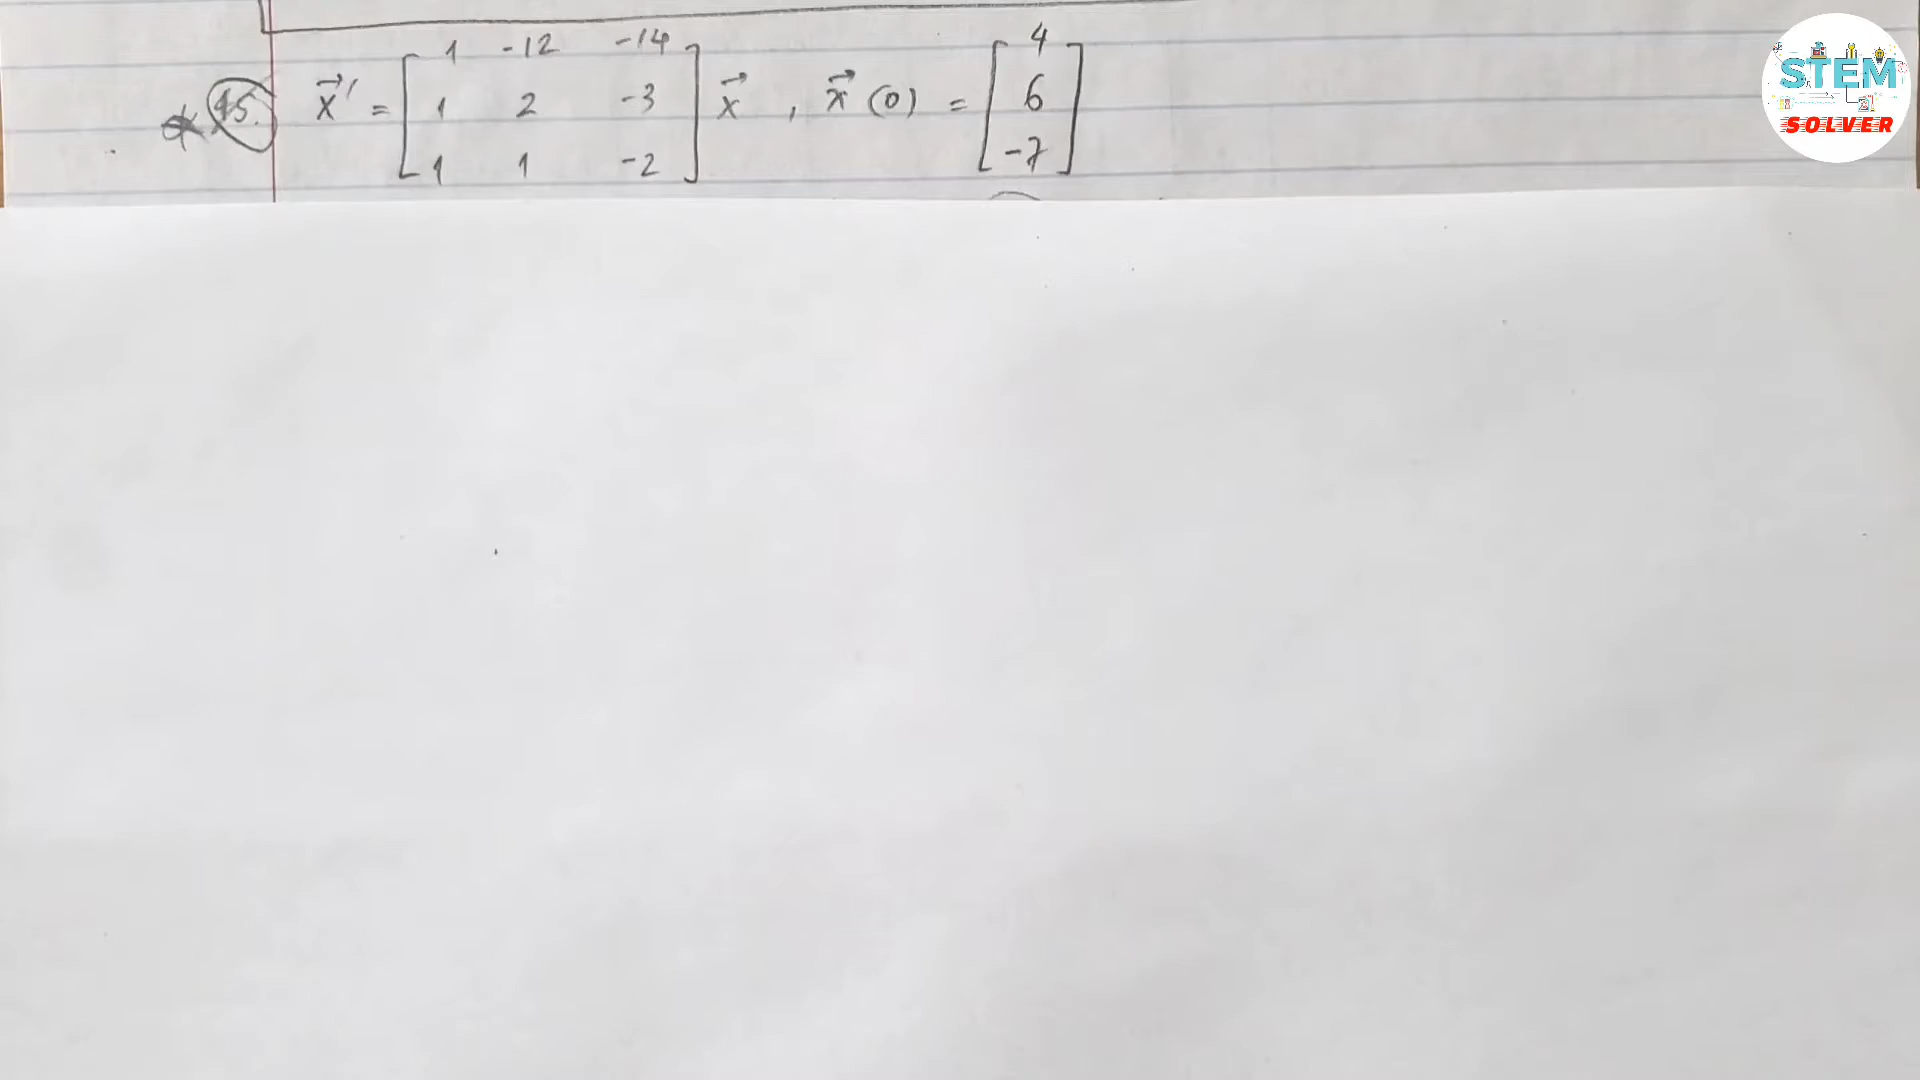 * 45. x⃗' = [ 1 -12 -14
1 2 -3
1 1 -2 ] x⃗ , x⃗ (0) = [ 4
6
-7 ]
STEM
SOLVER